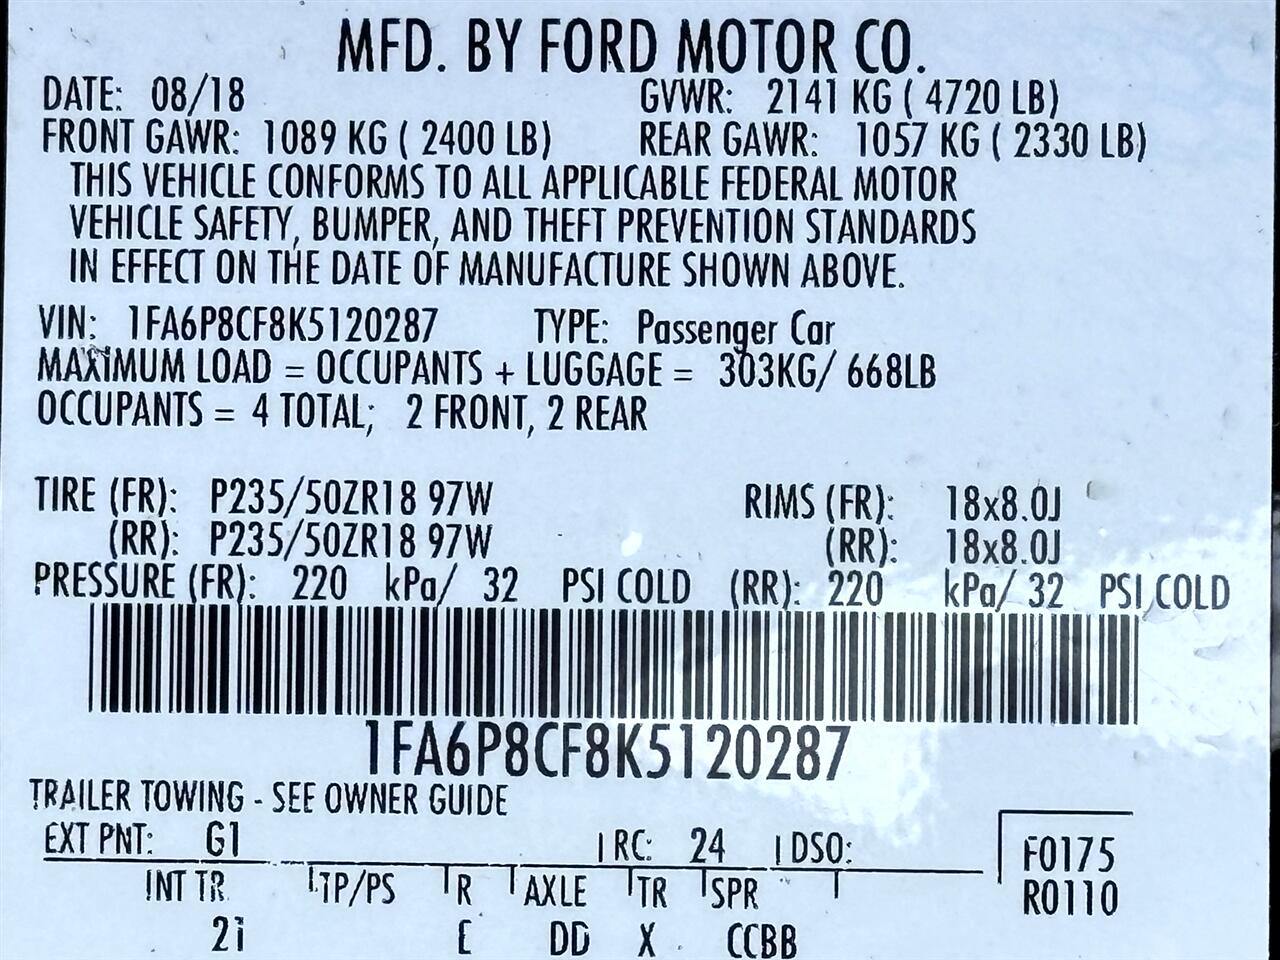 MFD. BY FORD MOTOR CO.
DATE: 08/18 GVWR: 2141 KG ( 4720 LB)
FRONT GAWR: 1089 KG ( 2400 LB) REAR GAWR: 1057 KG ( 2330 LB)
THIS VEHICLE CONFORMS TO ALL APPLICABLE FEDERAL MOTOR
VEHICLE SAFETY, BUMPER, AND THEFT PREVENTION STANDARDS
IN EFFECT ON THE DATE OF MANUFACTURE SHOWN ABOVE.
VIN: 1FA6P8CF8K5120287 TYPE: Passenger Car
MAXIMUM LOAD = OCCUPANTS + LUGGAGE = 303KG/ 668LB
OCCUPANTS = 4 TOTAL; 2 FRONT, 2 REAR
TIRE (FR): P235/50ZR18 97W RIMS (FR): 18x8.0J
(RR): P235/50ZR18 97W (RR): 18x8.0J
PRESSURE (FR): 220 kPa/ 32 PSI COLD (RR): 220 kPa/ 32 PSI COLD
1FA6P8CF8K5120287
TRAILER TOWING - SEE OWNER GUIDE
EXT PNT: G1 RC: 24 DSO: F0175
INT TR TP/PS R AXLE TR SPR R0110
E DD X CCBB